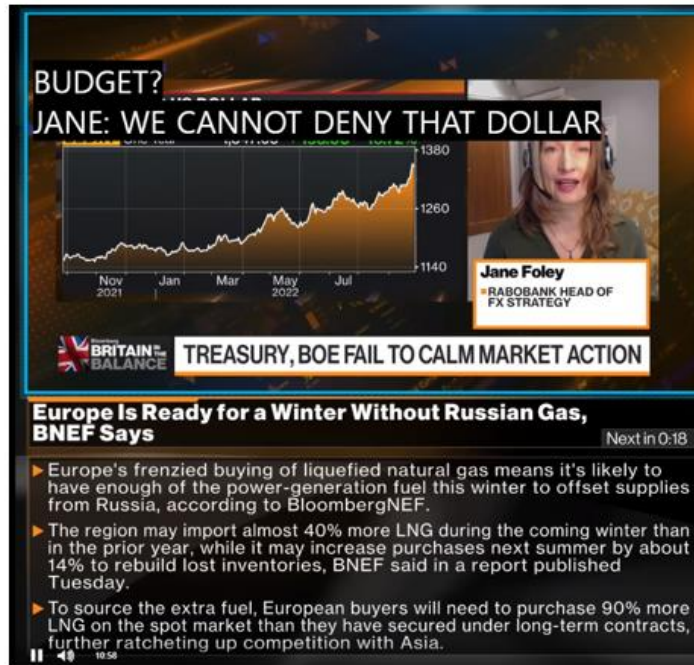 BUDGET?
JANE: WE CANNOT DENY THAT DOLLAR
One Year
1380
1260
1140
Nov Jan Mar May Jul
2021 2022
Jane Foley
RABOBANK HEAD OF
FX STRATEGY
Bloomberg
BRITAIN IN THE
BALANCE
TREASURY, BOE FAIL TO CALM MARKET ACTION
Europe Is Ready for a Winter Without Russian Gas,
BNEF Says
Next in 0:18
Europe's frenzied buying of liquefied natural gas means it's likely to
have enough of the power-generation fuel this winter to offset supplies
from Russia, according to BloombergNEF.
The region may import almost 40% more LNG during the coming winter than
in the prior year, while it may increase purchases next summer by about
14% to rebuild lost inventories, BNEF said in a report published
Tuesday.
To source the extra fuel, European buyers will need to purchase 90% more
LNG on the spot market than they have secured under long-term contracts,
further ratcheting up competition with Asia.
10:58